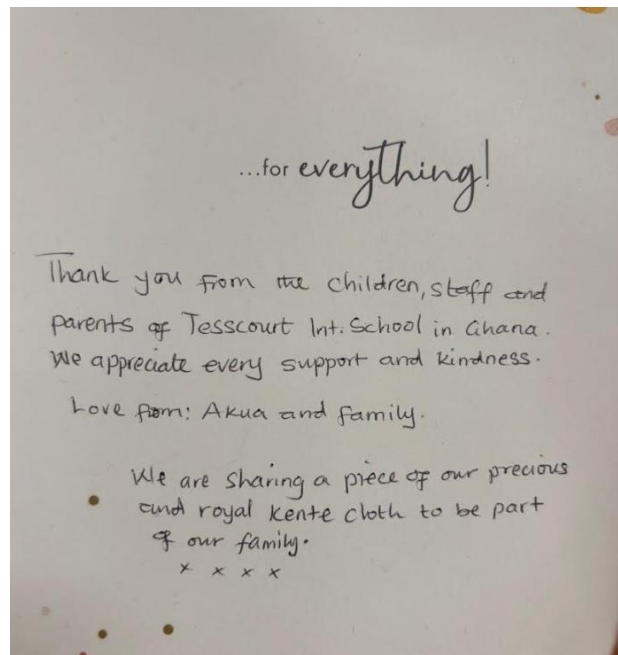 ...for everything!
Thank you from the children, staff and
parents of Tesscourt Int. School in Ghana.
We appreciate every support and kindness.
Love from: Akua and family.
We are sharing a piece of our precious
and royal Kente cloth to be part
of our family.
x x x x